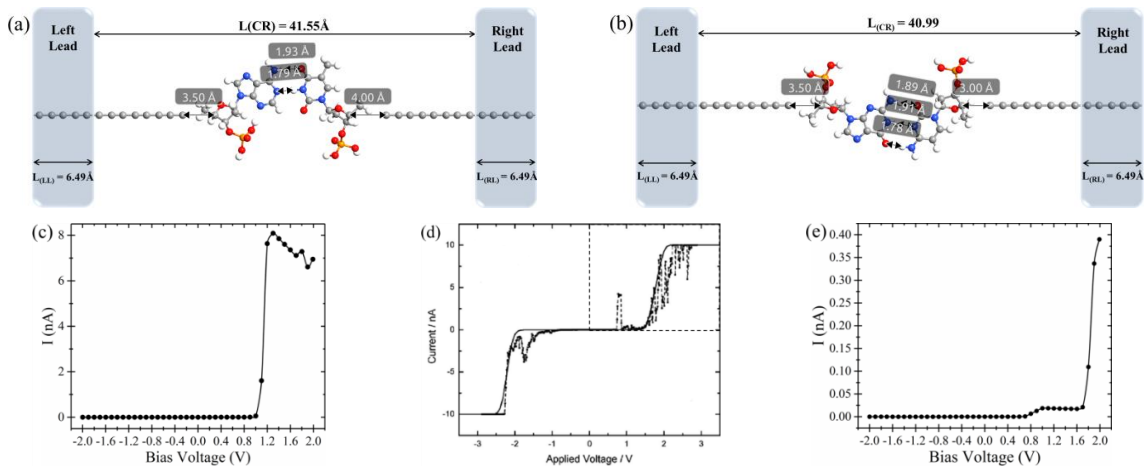 (a)
Left
Lead
L(CR) = 41.55Å
Right
Lead
1.93 Å
1.79 Å
3.50 Å
4.00 Å
L(LL) = 6.49Å
L(RL) = 6.49Å
(b)
Left
Lead
L(CR) = 40.99
Right
Lead
3.50 Å
1.89 Å
1.91 Å
1.78 Å
3.00 Å
L(LL) = 6.49Å
L(RL) = 6.49Å
(c)
I (nA)
8
6
4
2
0
-2.0 -1.6 -1.2 -0.8 -0.4 0.0 0.4 0.8 1.2 1.6 2.0
Bias Voltage (V)
(d)
Current / nA
10
5
0
-5
-10
-3 -2 -1 0 1 2 3
Applied Voltage / V
(e)
I (nA)
0.40
0.35
0.30
0.25
0.20
0.15
0.10
0.05
0.00
-2.0 -1.6 -1.2 -0.8 -0.4 0.0 0.4 0.8 1.2 1.6 2.0
Bias Voltage (V)